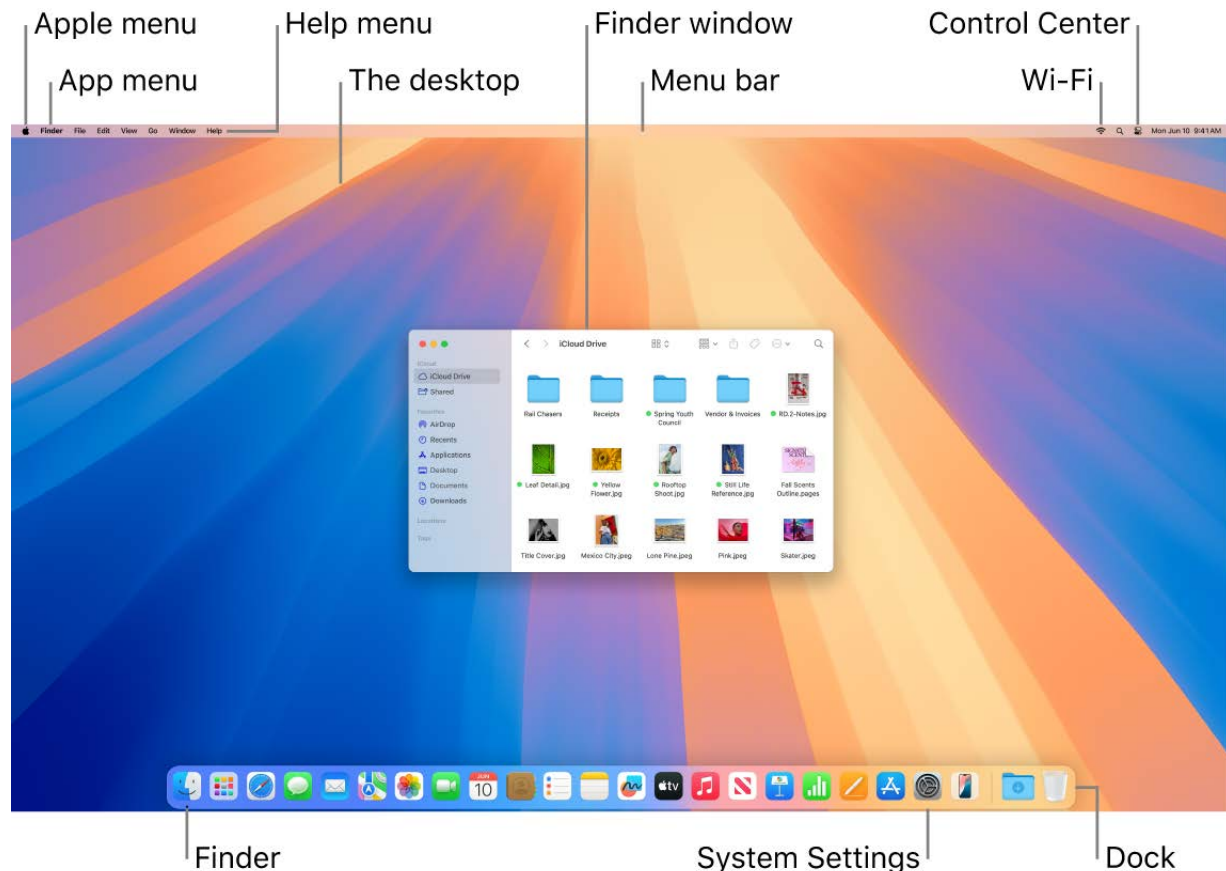 Apple menu
Help menu
Finder window
Control Center
App menu
The desktop
Menu bar
Wi-Fi
Finder File Edit View Go Window Help
Mon Jun 10 9:41 AM
iCloud Drive
iCloud
iCloud Drive
Shared
Favorites
AirDrop
Recents
Applications
Desktop
Documents
Downloads
Locations
Tags
Rail Chasers
Receipts
Spring Youth
Council
Vendor & Invoices
RD.2-Notes.jpg
Leaf Detail.jpg
Yellow
Flower.jpg
Rooftop
Shoot.jpg
Still Life
Reference.jpg
Fall Scents
Outline.pages
Title Cover.jpg
Mexico City.jpeg
Lone Pine.jpeg
Pink.jpeg
Skater.jpeg
JUN
10
tv
Finder
System Settings
Dock